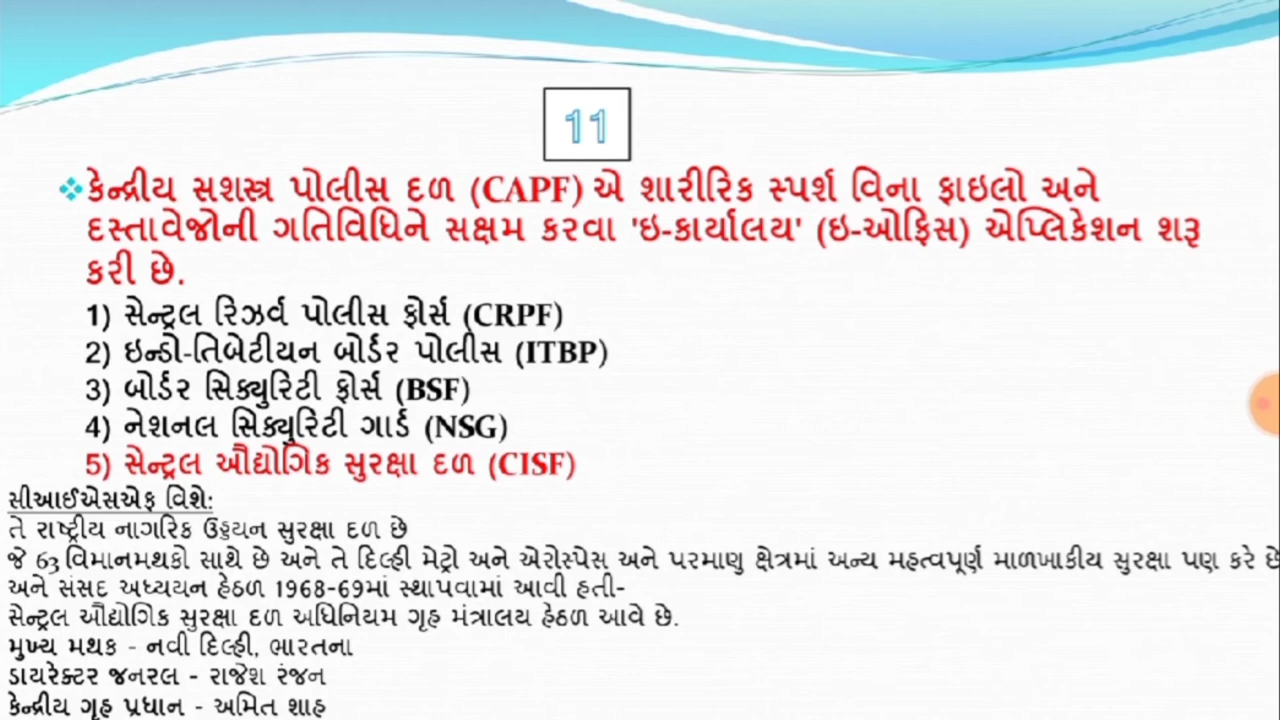 11
❖કેન્દ્રીય સશસ્ત્ર પોલીસ દળ (CAPF) એ શારીરિક સ્પર્શ વિના ફાઇલો અને
દસ્તાવેજોની ગતિવિધિને સક્ષમ કરવા 'ઇ-કાર્યાલય' (ઇ-ઓફિસ) એપ્લિકેશન શરૂ
કરી છે.
1) સેન્ટ્રલ રિઝર્વ પોલીસ ફોર્સ (CRPF)
2) ઇન્ડો-તિબેટીયન બોર્ડર પોલીસ (ITBP)
3) બોર્ડર સિક્યુરિટી ફોર્સ (BSF)
4) નેશનલ સિક્યુરિટી ગાર્ડ (NSG)
5) સેન્ટ્રલ ઔદ્યોગિક સુરક્ષા દળ (CISF)
સીઆઈએસએફ વિશે:
તે રાષ્ટ્રીય નાગરિક ઉડ્ડયન સુરક્ષા દળ છે
જે 63 વિમાનમથકો સાથે છે અને તે દિલ્હી મેટ્રો અને એરોસ્પેસ અને પરમાણુ ક્ષેત્રમાં અન્ય મહત્વપૂર્ણ માળખાકીય સુરક્ષા પણ કરે છે
અને સંસદ અધ્યયન હેઠળ 1968-69માં સ્થાપવામાં આવી હતી-
સેન્ટ્રલ ઔદ્યોગિક સુરક્ષા દળ અધિનિયમ ગૃહ મંત્રાલય હેઠળ આવે છે.
મુખ્ય મથક - નવી દિલ્હી, ભારતના
ડાયરેક્ટર જનરલ - રાજેશ રંજન
કેન્દ્રીય ગૃહ પ્રધાન - અમિત શાહ